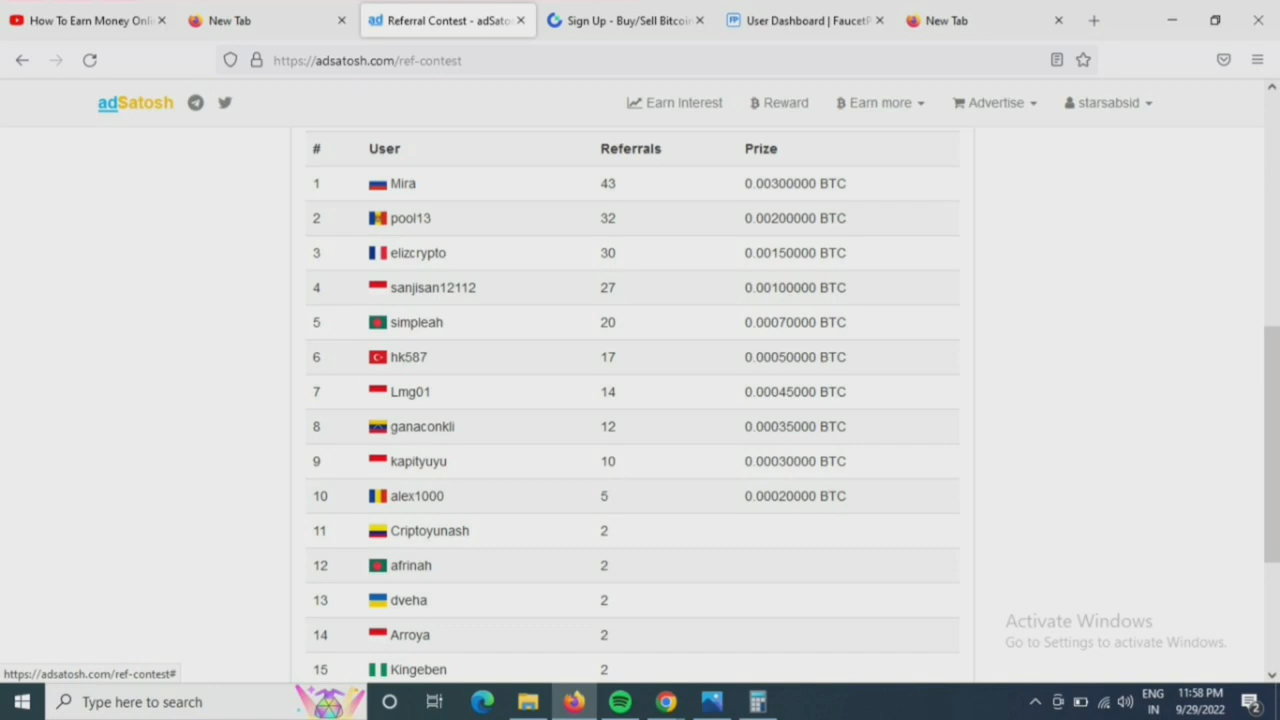 How To Earn Money Onli
New Tab
Referral Contest - adSatos
Sign Up - Buy/Sell Bitcoin
User Dashboard | FaucetP
New Tab
https://adsatosh.com/ref-contest
adSatosh
Earn Interest
Reward
Earn more
Advertise
starsabsid
# User Referrals Prize
1 Mira 43 0.00300000 BTC
2 pool13 32 0.00200000 BTC
3 elizcrypto 30 0.00150000 BTC
4 sanjisan12112 27 0.00100000 BTC
5 simpleah 20 0.00070000 BTC
6 hk587 17 0.00050000 BTC
7 Lmg01 14 0.00045000 BTC
8 ganaconkli 12 0.00035000 BTC
9 kapityuyu 10 0.00030000 BTC
10 alex1000 5 0.00020000 BTC
11 Criptoyunash 2
12 afrinah 2
13 dveha 2
14 Arroya 2
15 Kingeben 2
Activate Windows
Go to Settings to activate Windows.
https://adsatosh.com/ref-contest#
Type here to search
ENG
IN
11:58 PM
9/29/2022
2